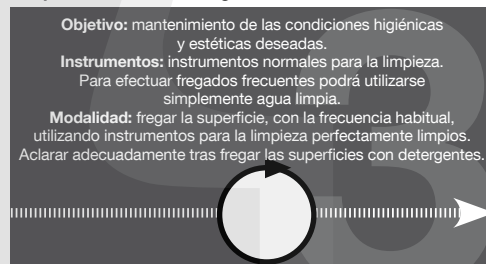 Objetivo: mantenimiento de las condiciones higiénicas
y estéticas deseadas.
Instrumentos: instrumentos normales para la limpieza.
Para efectuar fregados frecuentes podrá utilizarse
simplemente agua limpia.
Modalidad: fregar la superficie, con la frecuencia habitual,
utilizando instrumentos para la limpieza perfectamente limpios.
Aclarar adecuadamente tras fregar las superficies con detergentes.
3